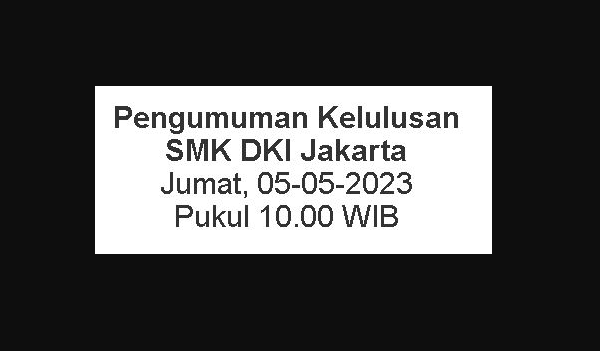 Pengumuman Kelulusan
SMK DKI Jakarta
Jumat, 05-05-2023
Pukul 10.00 WIB